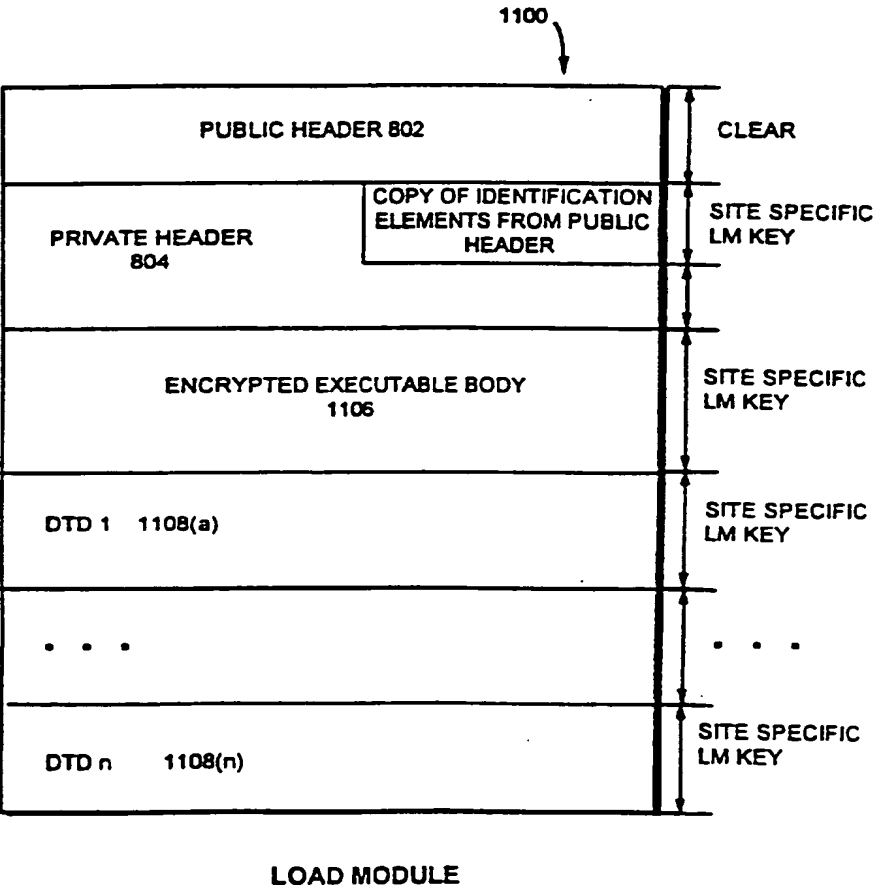 1100
PUBLIC HEADER 802
CLEAR
COPY OF IDENTIFICATION
ELEMENTS FROM PUBLIC
HEADER
SITE SPECIFIC
LM KEY
PRIVATE HEADER
804
ENCRYPTED EXECUTABLE BODY
1106
SITE SPECIFIC
LM KEY
DTD 1 1108(a)
SITE SPECIFIC
LM KEY
. . .
. . .
DTD n 1108(n)
SITE SPECIFIC
LM KEY
LOAD MODULE